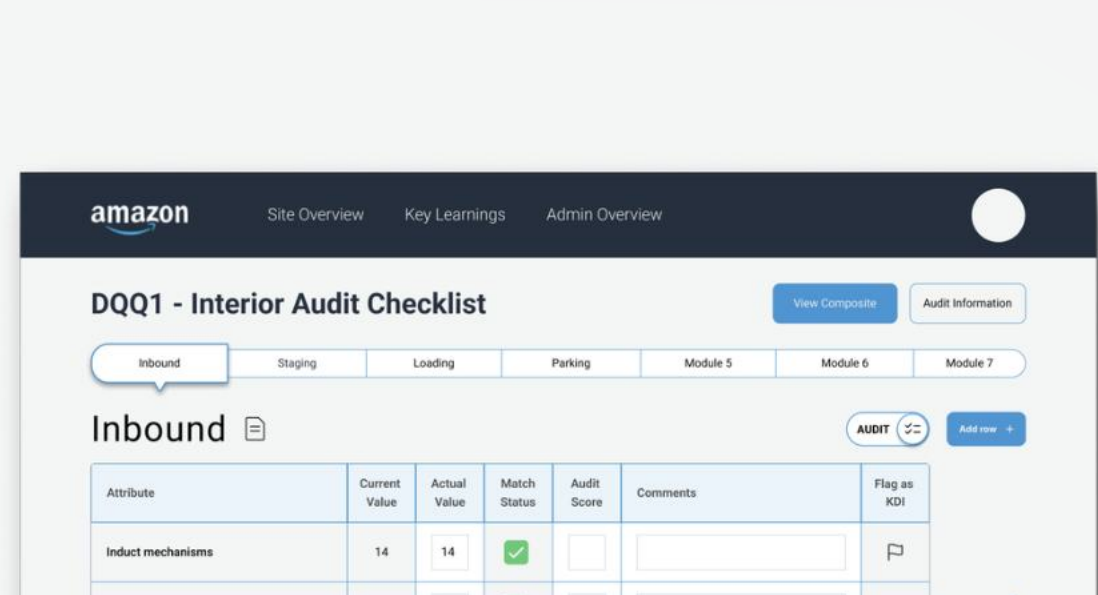 amazon Site Overview Key Learnings Admin Overview
DQQ1 - Interior Audit Checklist View Composite Audit Information
Inbound Staging Loading Parking Module 5 Module 6 Module 7
Inbound AUDIT Add row +
Attribute Current Value Actual Value Match Status Audit Score Comments Flag as KDI
Induct mechanisms 14 14